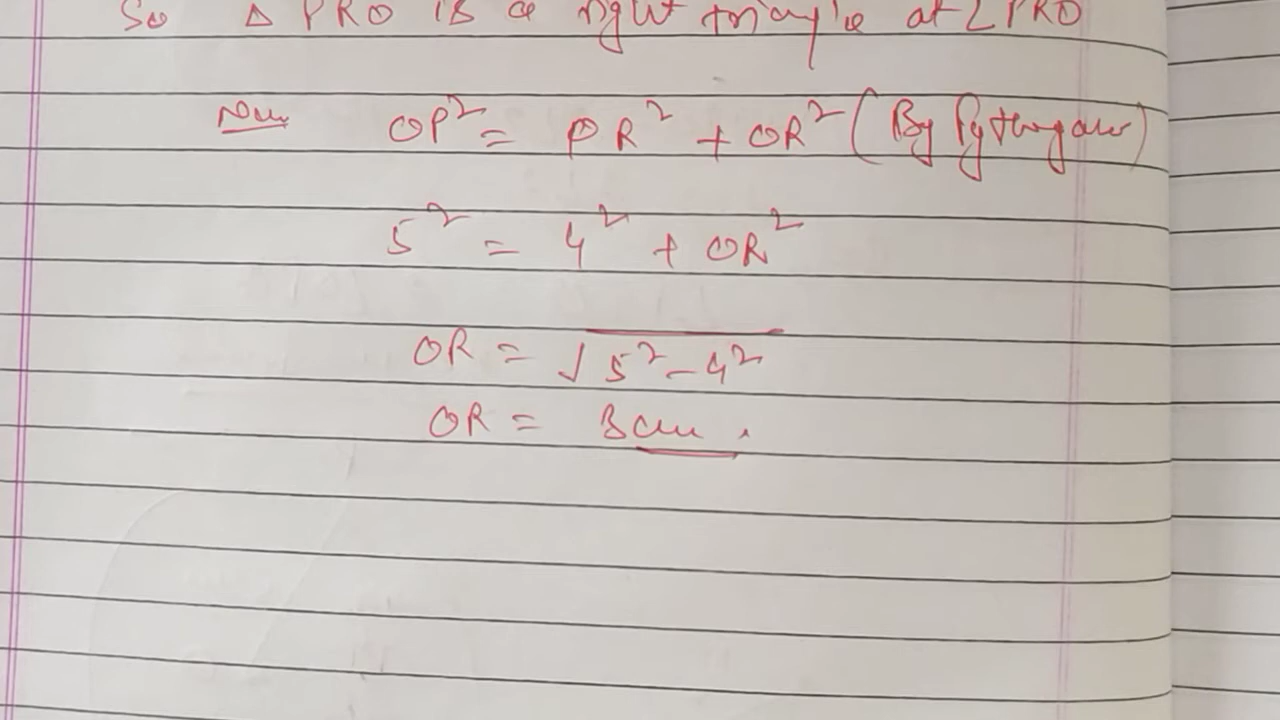 So Δ PRO is a right triangle at ∠PRO
Now OP² = PR² + OR² (By Pythagoras)
5² = 4² + OR²
OR = √5²-4²
OR = 3cm.